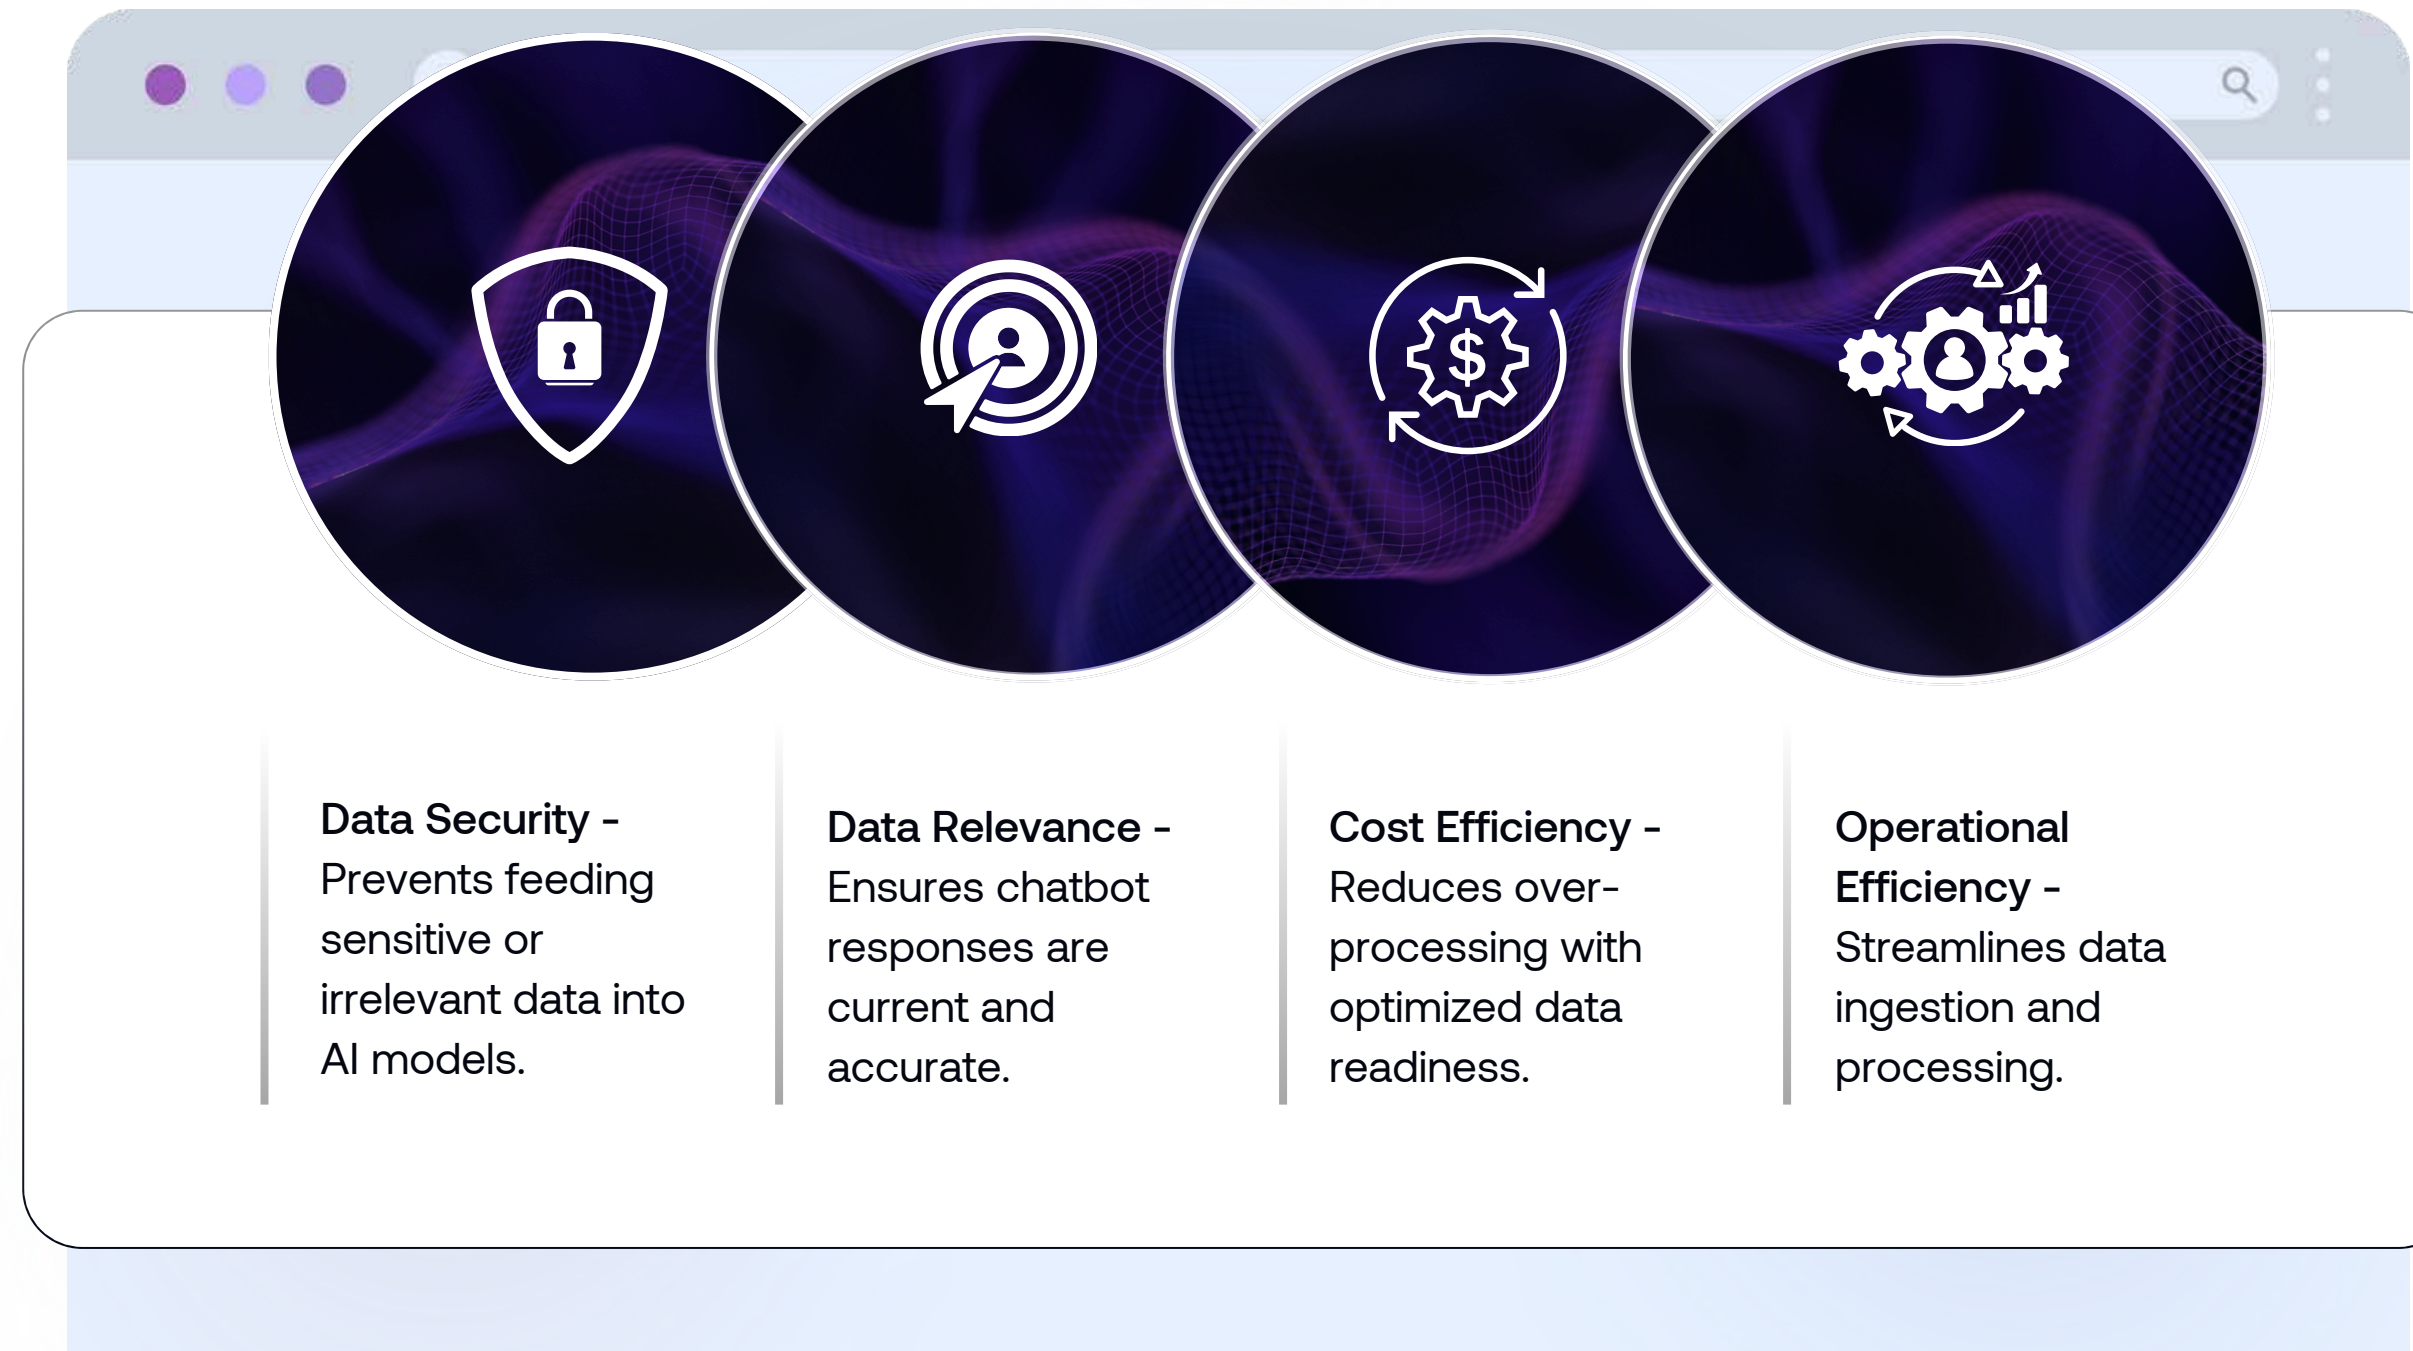 Data Security -
Prevents feeding
sensitive or
irrelevant data into
AI models.
Data Relevance -
Ensures chatbot
responses are
current and
accurate.
Cost Efficiency -
Reduces over-
processing with
optimized data
readiness.
Operational
Efficiency -
Streamlines data
ingestion and
processing.
$